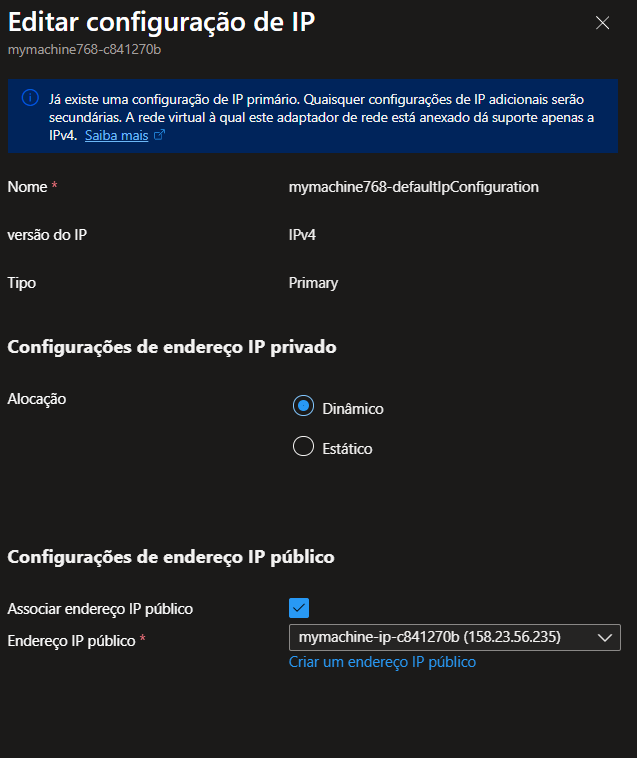 Editar configuração de IP
mymachine768-c841270b
Já existe uma configuração de IP primário. Quaisquer configurações de IP adicionais serão
secundárias. A rede virtual à qual este adaptador de rede está anexado dá suporte apenas a
IPv4. Saiba mais
Nome * mymachine768-defaultIpConfiguration
versão do IP IPv4
Tipo Primary
Configurações de endereço IP privado
Alocação
Dinâmico
Estático
Configurações de endereço IP público
Associar endereço IP público
Endereço IP público * mymachine-ip-c841270b (158.23.56.235)
Criar um endereço IP público